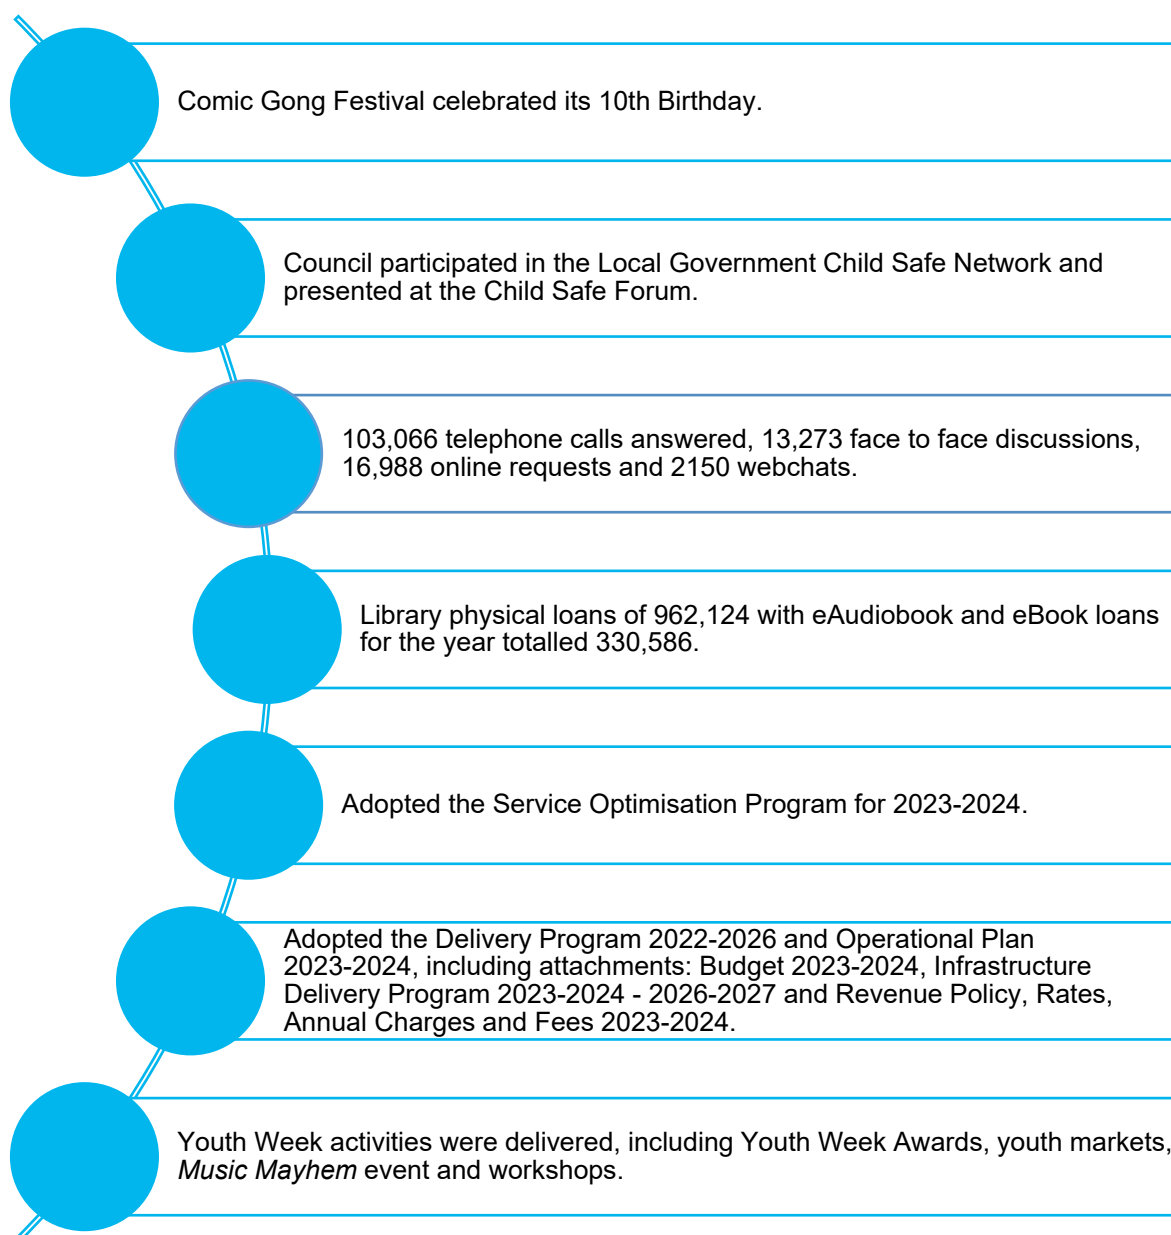 Comic Gong Festival celebrated its 10th Birthday.
Council participated in the Local Government Child Safe Network and
presented at the Child Safe Forum.
103,066 telephone calls answered, 13,273 face to face discussions,
16,988 online requests and 2150 webchats.
Library physical loans of 962,124 with eAudiobook and eBook loans
for the year totalled 330,586.
Adopted the Service Optimisation Program for 2023-2024.
Adopted the Delivery Program 2022-2026 and Operational Plan
2023-2024, including attachments: Budget 2023-2024, Infrastructure
Delivery Program 2023-2024 - 2026-2027 and Revenue Policy, Rates,
Annual Charges and Fees 2023-2024.
Youth Week activities were delivered, including Youth Week Awards, youth markets,
Music Mayhem event and workshops.